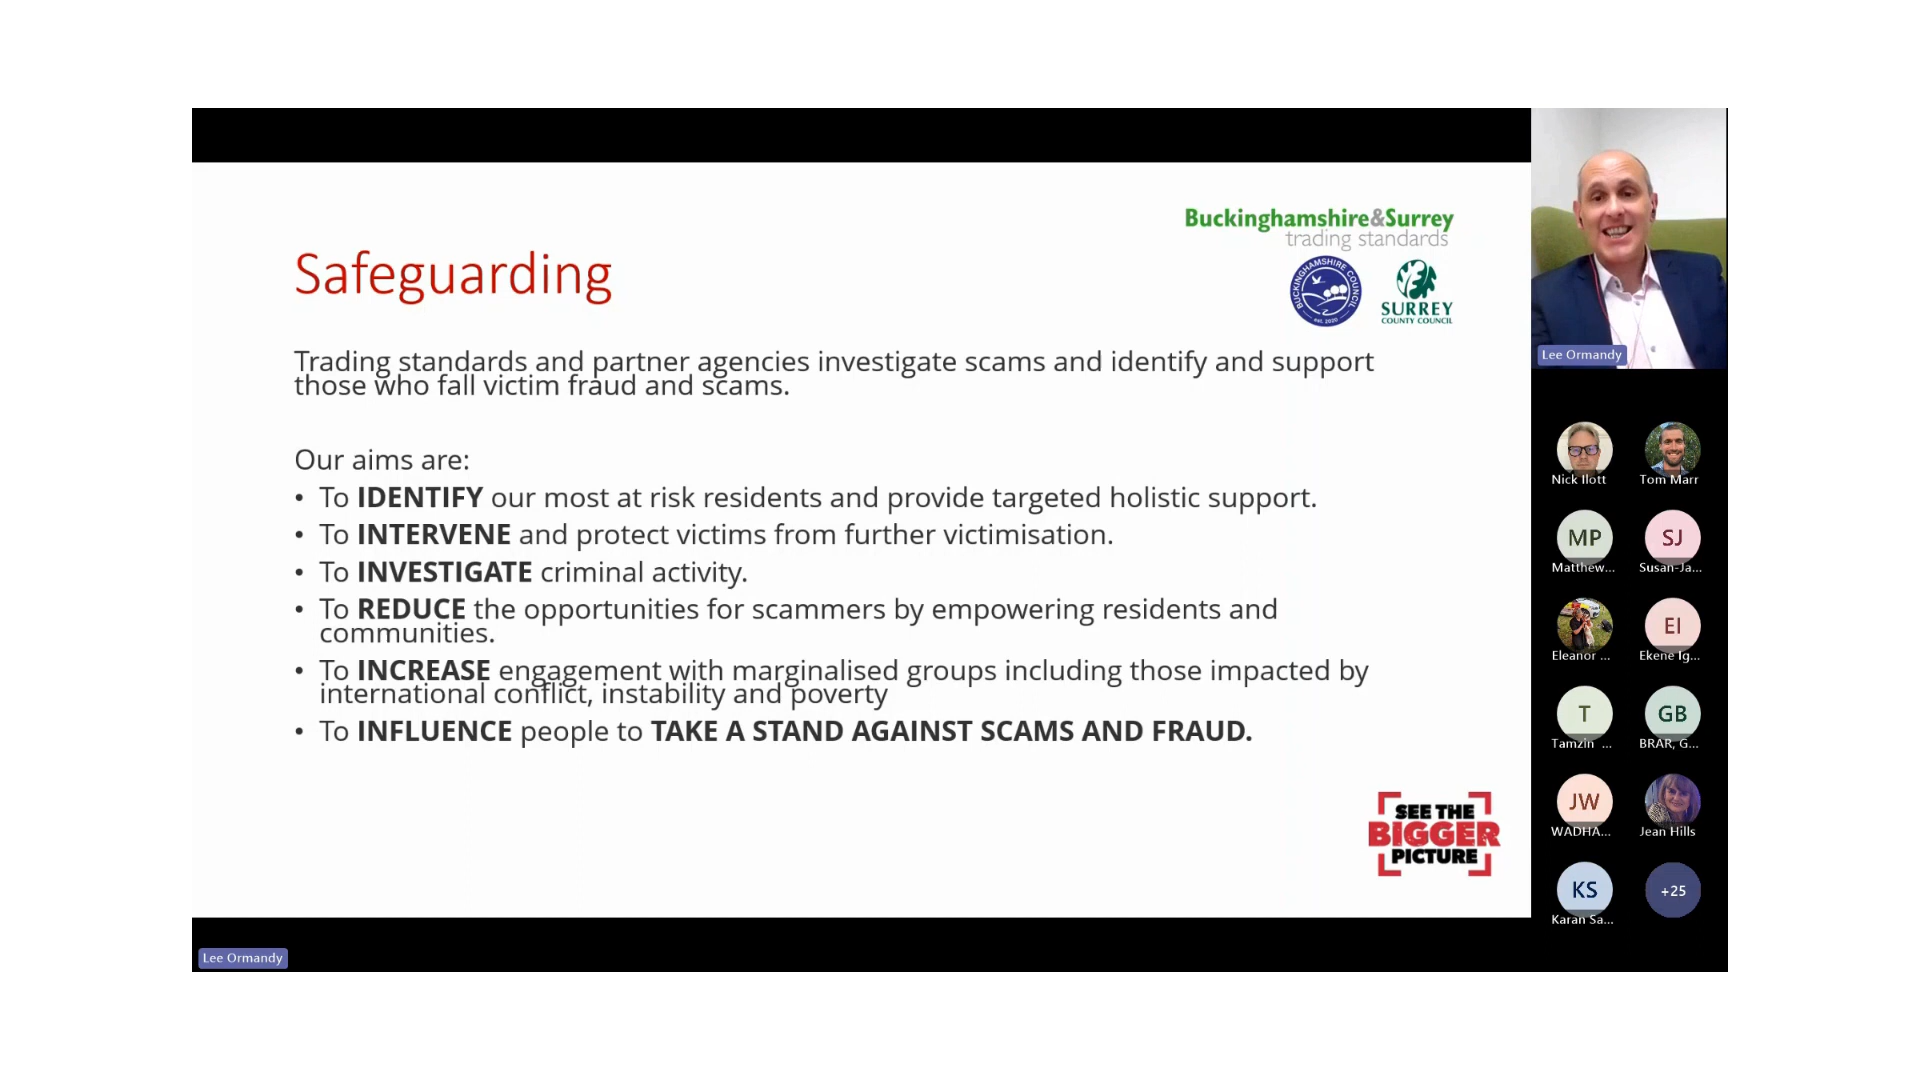 Buckinghamshire&Surrey
trading standards
BUCKINGHAMSHIRE COUNCIL
est. 2020
SURREY
COUNTY COUNCIL
Safeguarding
Trading standards and partner agencies investigate scams and identify and support
those who fall victim fraud and scams.
Our aims are:
• To IDENTIFY our most at risk residents and provide targeted holistic support.
• To INTERVENE and protect victims from further victimisation.
• To INVESTIGATE criminal activity.
• To REDUCE the opportunities for scammers by empowering residents and
communities.
• To INCREASE engagement with marginalised groups including those impacted by
international conflict, instability and poverty
• To INFLUENCE people to TAKE A STAND AGAINST SCAMS AND FRAUD.
SEE THE
BIGGER
PICTURE
Lee Ormandy
Lee Ormandy
Nick Ilott
Tom Marr
MP
SJ
Matthew...
Susan-Ja...
EI
Eleanor ...
Ekene Ig...
T
GB
Tamzin ...
BRAR, G...
JW
WADHA...
Jean Hills
KS
+25
Karan Sa...